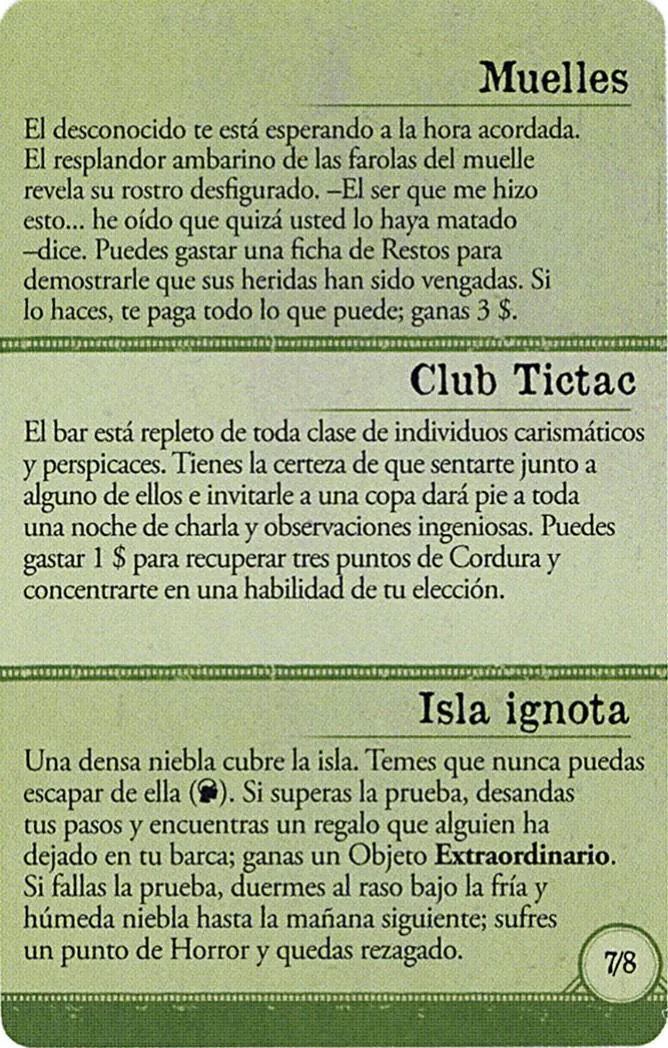 Muelles
El desconocido te está esperando a la hora acordada.
El resplandor ambarino de las farolas del muelle
revela su rostro desfigurado. –El ser que me hizo
esto... he oído que quizá usted lo haya matado
–dice. Puedes gastar una ficha de Restos para
demostrarle que sus heridas han sido vengadas. Si
lo haces, te paga todo lo que puede; ganas 3 $.
Club Tictac
El bar está repleto de toda clase de individuos carismáticos
y perspicaces. Tienes la certeza de que sentarte junto a
alguno de ellos e invitarle a una copa dará pie a toda
una noche de charla y observaciones ingeniosas. Puedes
gastar 1 $ para recuperar tres puntos de Cordura y
concentrarte en una habilidad de tu elección.
Isla ignota
Una densa niebla cubre la isla. Temes que nunca puedas
escapar de ella (). Si superas la prueba, desandas
tus pasos y encuentras un regalo que alguien ha
dejado en tu barca; ganas un Objeto Extraordinario.
Si fallas la prueba, duermes al raso bajo la fría y
húmeda niebla hasta la mañana siguiente; sufres
un punto de Horror y quedas rezagado.
7/8